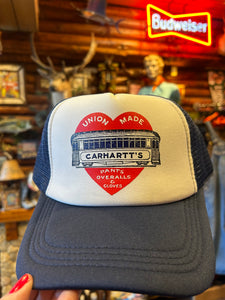 Budweiser
UNION MADE
CARHARTT'S
PANTS
OVERALLS
&
GLOVES